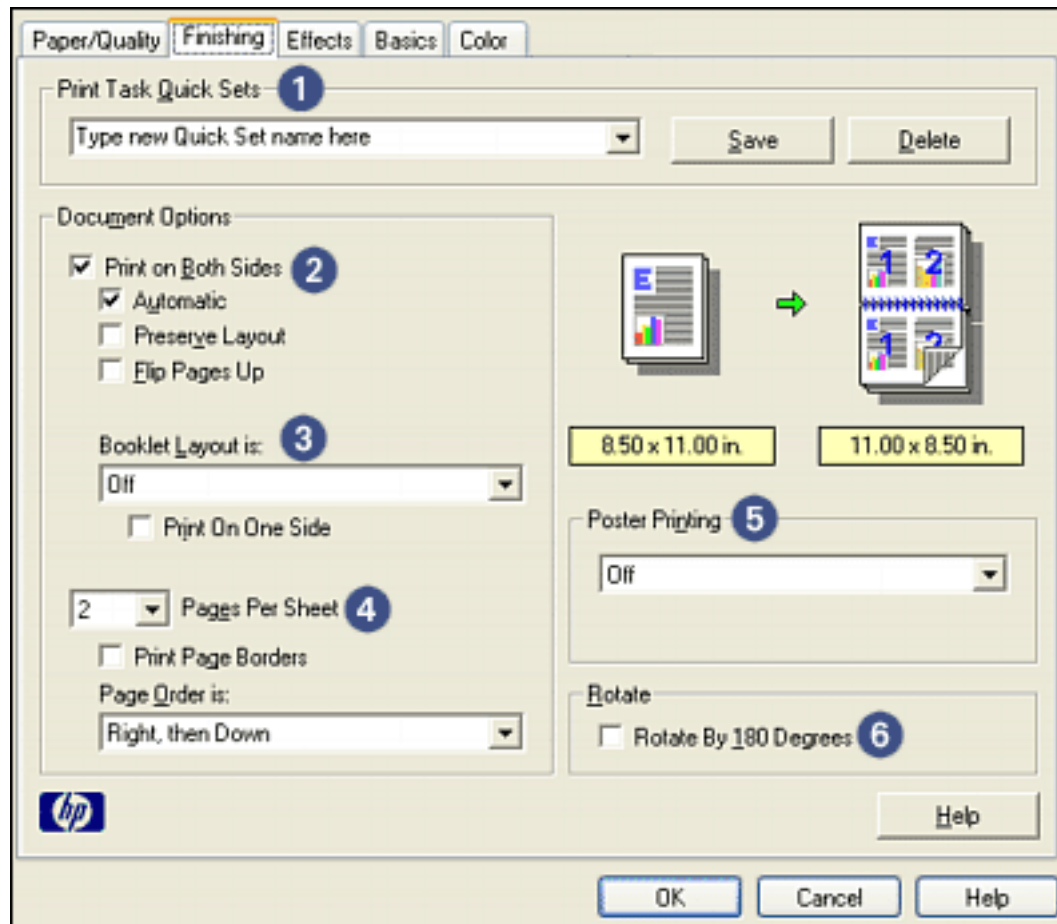 Paper/Quality Finishing Effects Basics Color
Print Task Quick Sets 1
Type new Quick Set name here
Save
Delete
Document Options
Print on Both Sides 2
Automatic
Preserve Layout
Flip Pages Up
Booklet Layout is: 3
Off
Print On One Side
2 Pages Per Sheet 4
Print Page Borders
Page Order is:
Right, then Down
E
E
1 2
E
1 2
8.50 x 11.00 in.
11.00 x 8.50 in.
Poster Printing 5
Off
Rotate
Rotate By 180 Degrees 6
hp
Help
OK
Cancel
Help